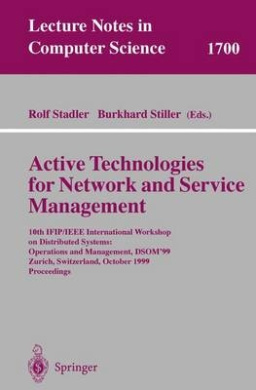 Lecture Notes in
Computer Science 1700
Rolf Stadler Burkhard Stiller (Eds.)
Active Technologies
for Network and Service
Management
10th IFIP/IEEE International Workshop
on Distributed Systems:
Operations and Management, DSOM'99
Zurich, Switzerland, October 1999
Proceedings
Springer